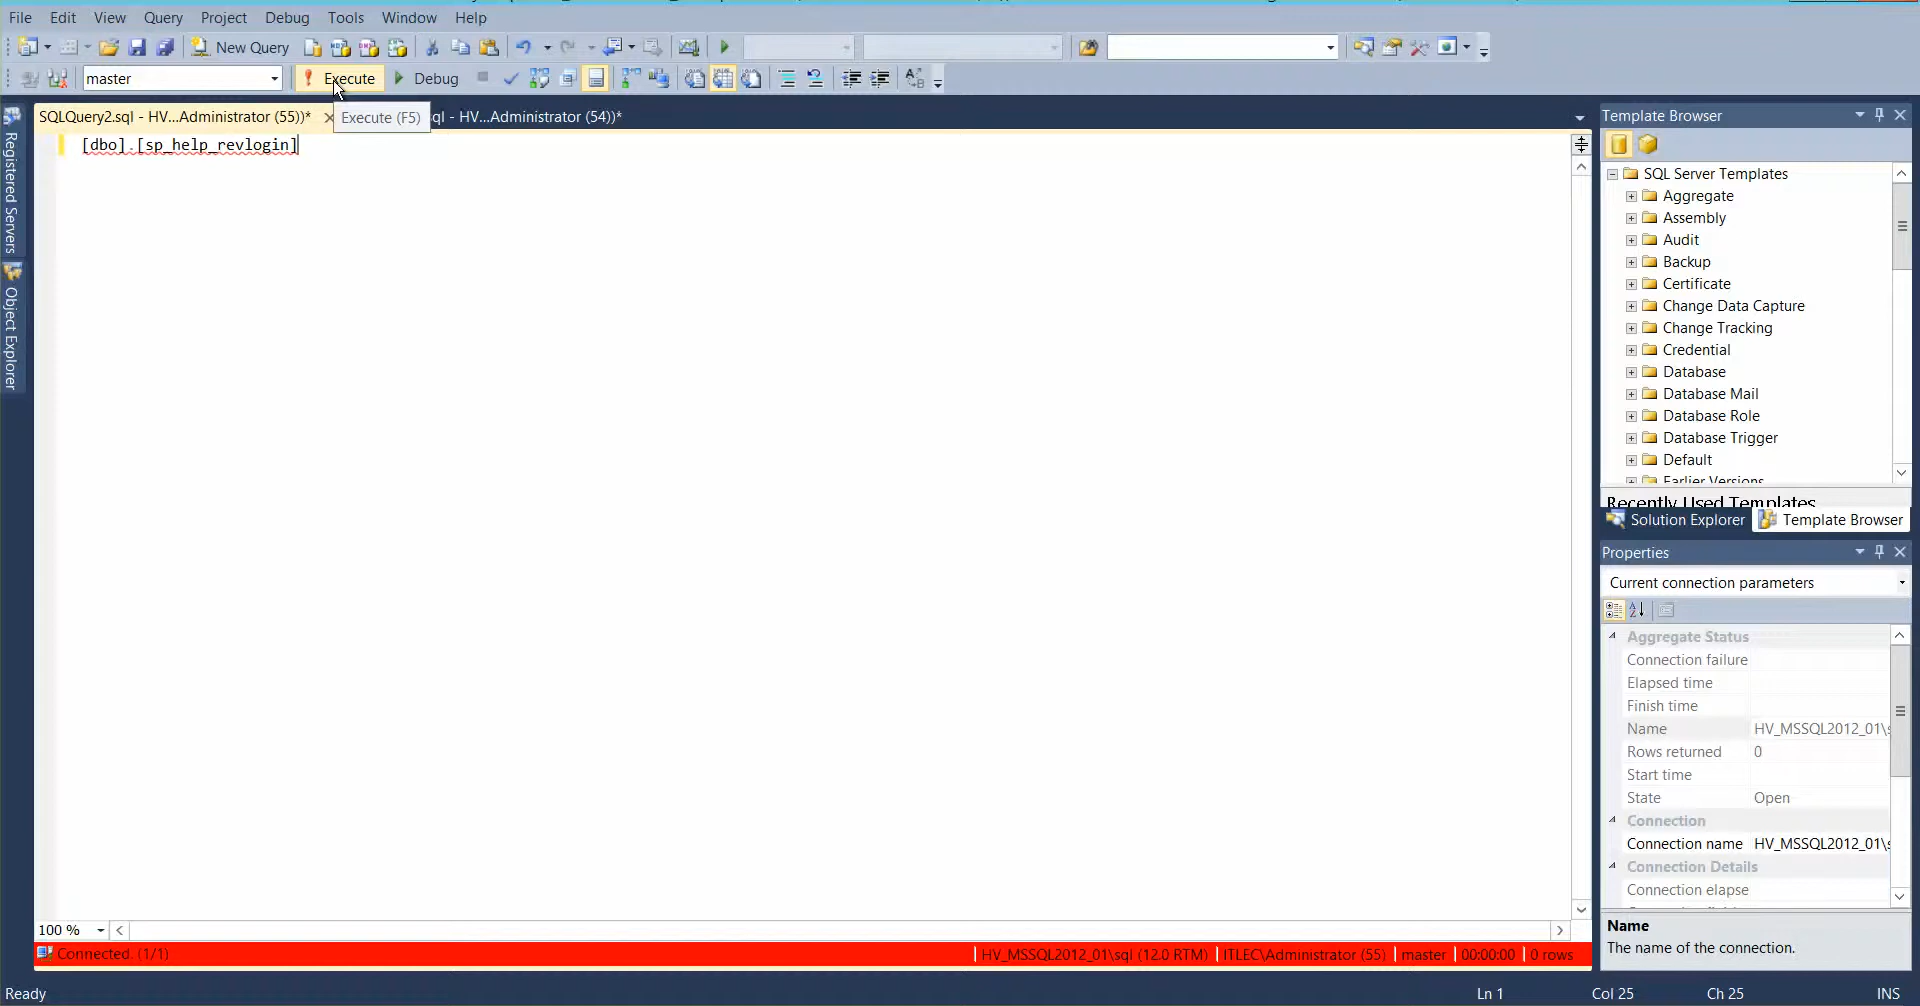 File Edit View Query Project Debug Tools Window Help
New Query
master Execute Debug
SQLQuery2.sql - HV...Administrator (55))* ql - HV...Administrator (54))*
Execute (F5)
[dbo].[sp_help_revlogin]
Registered Servers
Object Explorer
100 %
Connected. (1/1) HV_MSSQL2012_01\sql (12.0 RTM) ITLEC\Administrator (55) master 00:00:00 0 rows
Template Browser
SQL Server Templates
Aggregate
Assembly
Audit
Backup
Certificate
Change Data Capture
Change Tracking
Credential
Database
Database Mail
Database Role
Database Trigger
Default
Earlier Versions
Recently Used Templates
Solution Explorer Template Browser
Properties
Current connection parameters
Aggregate Status
Connection failure
Elapsed time
Finish time
Name HV_MSSQL2012_01\s
Rows returned 0
Start time
State Open
Connection
Connection name HV_MSSQL2012_01\s
Connection Details
Connection elapse
Name
The name of the connection.
Ready Ln 1 Col 25 Ch 25 INS